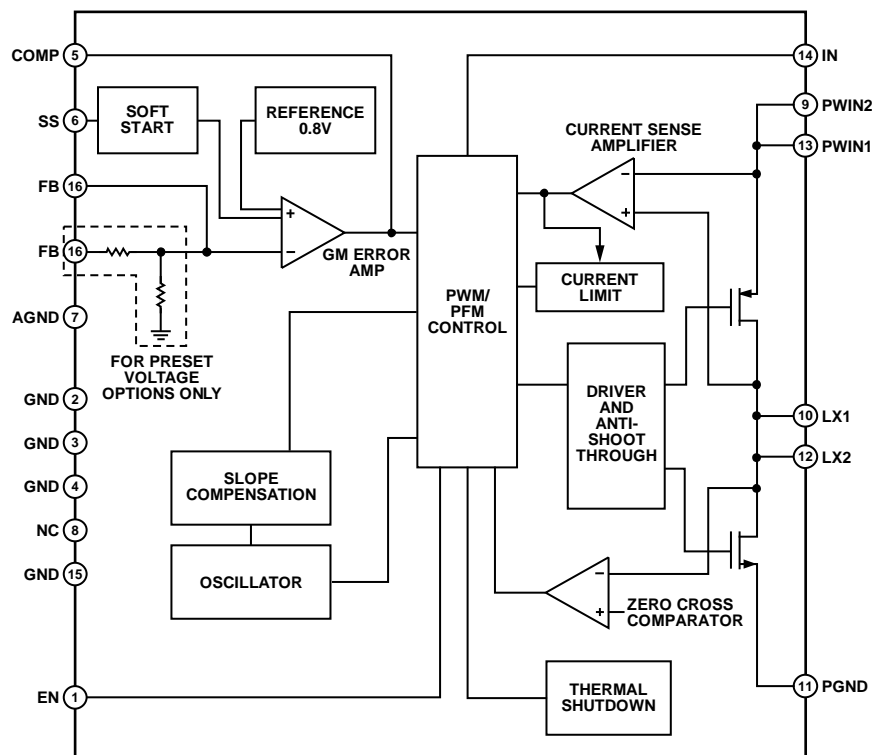 COMP 5
SS 6
SOFT
START
REFERENCE
0.8V
FB 16
FB 16
+
−
GM ERROR
AMP
AGND 7
FOR PRESET
VOLTAGE
OPTIONS ONLY
GND 2
GND 3
GND 4
NC 8
GND 15
SLOPE
COMPENSATION
OSCILLATOR
EN 1
PWM/
PFM
CONTROL
CURRENT SENSE
AMPLIFIER
−
+
CURRENT
LIMIT
DRIVER
AND
ANTI-
SHOOT
THROUGH
−
+
ZERO CROSS
COMPARATOR
THERMAL
SHUTDOWN
14 IN
9 PWIN2
13 PWIN1
10 LX1
12 LX2
11 PGND